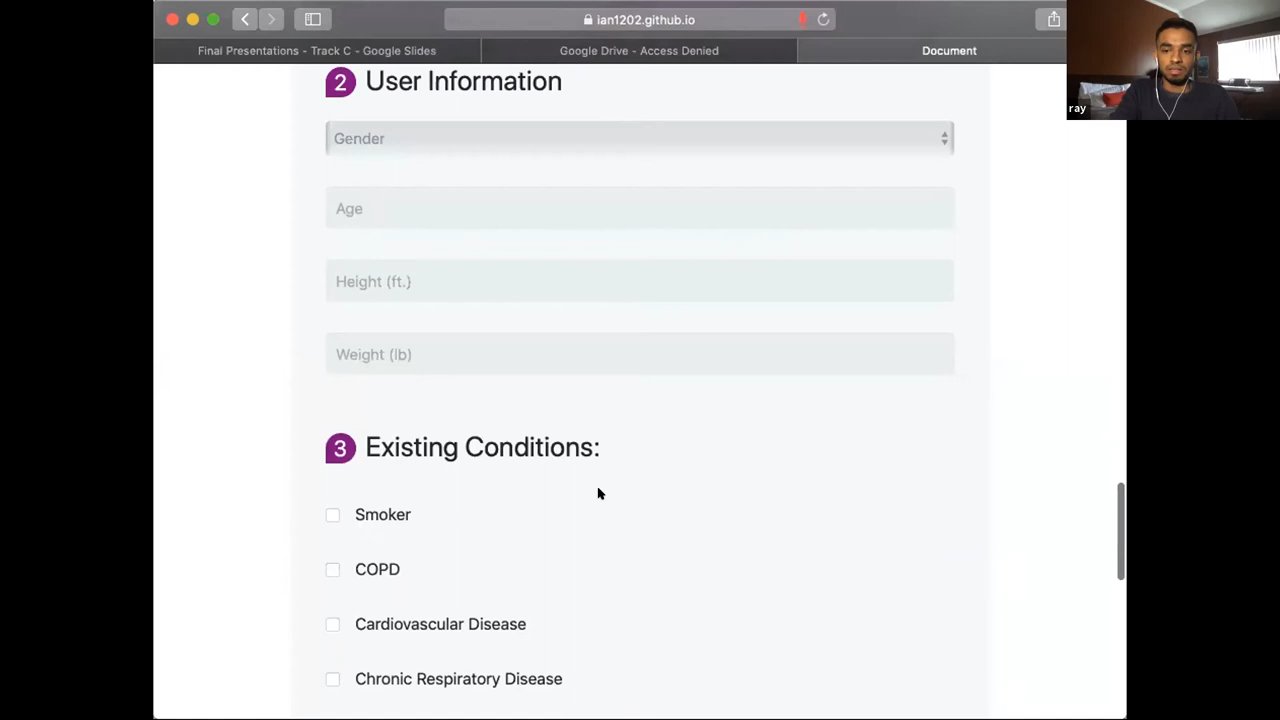 ian1202.github.io
Final Presentations - Track C - Google Slides
Google Drive - Access Denied
Document
ray
2 User Information
Gender
Age
Height (ft.)
Weight (lb)
3 Existing Conditions:
Smoker
COPD
Cardiovascular Disease
Chronic Respiratory Disease